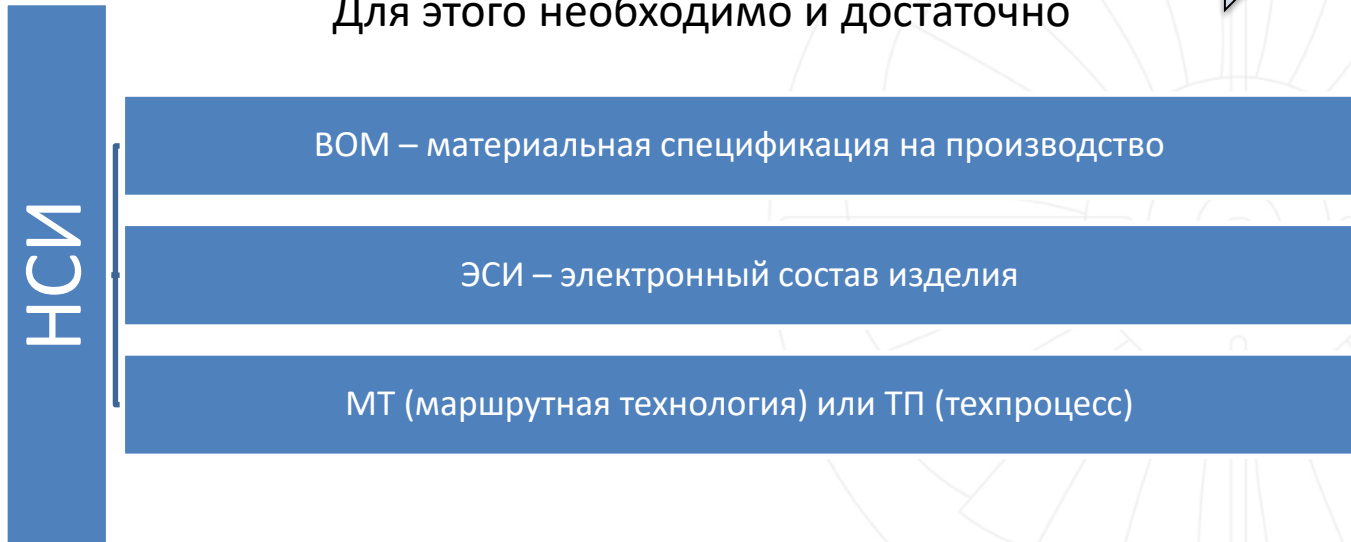 Для этого необходимо и достаточно
НСИ
BOM – материальная спецификация на производство
ЭСИ – электронный состав изделия
МТ (маршрутная технология) или ТП (техпроцесс)